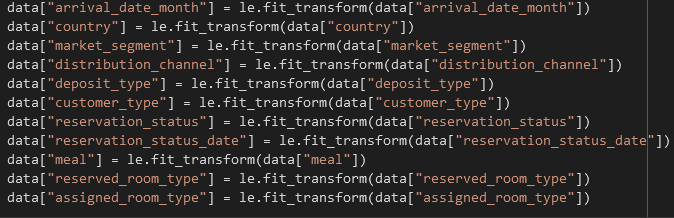 data["arrival_date_month"] = le.fit_transform(data["arrival_date_month"])
data["country"] = le.fit_transform(data["country"])
data["market_segment"] = le.fit_transform(data["market_segment"])
data["distribution_channel"] = le.fit_transform(data["distribution_channel"])
data["deposit_type"] = le.fit_transform(data["deposit_type"])
data["customer_type"] = le.fit_transform(data["customer_type"])
data["reservation_status"] = le.fit_transform(data["reservation_status"])
data["reservation_status_date"] = le.fit_transform(data["reservation_status_date"])
data["meal"] = le.fit_transform(data["meal"])
data["reserved_room_type"] = le.fit_transform(data["reserved_room_type"])
data["assigned_room_type"] = le.fit_transform(data["assigned_room_type"])